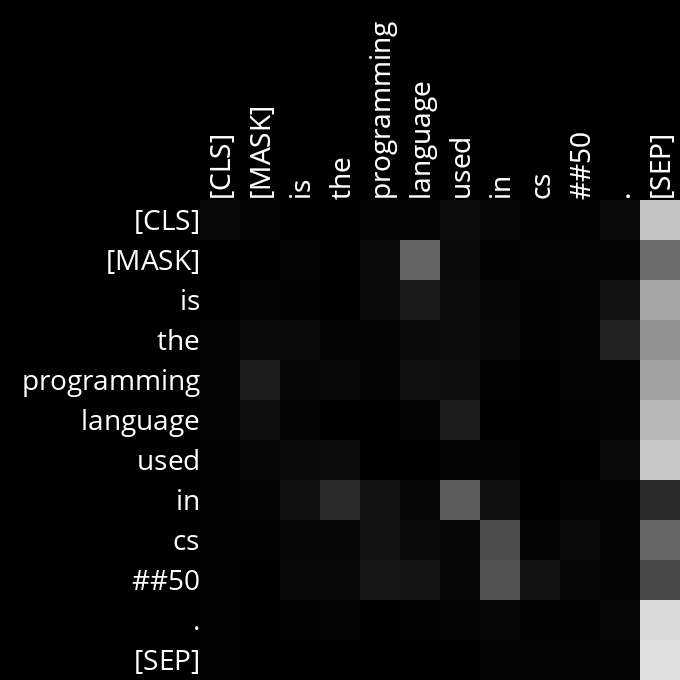 [CLS]
[MASK]
is
the
programming
language
used
in
cs
##50
.
[SEP]
[CLS]
[MASK]
is
the
programming
language
used
in
cs
##50
.
[SEP]